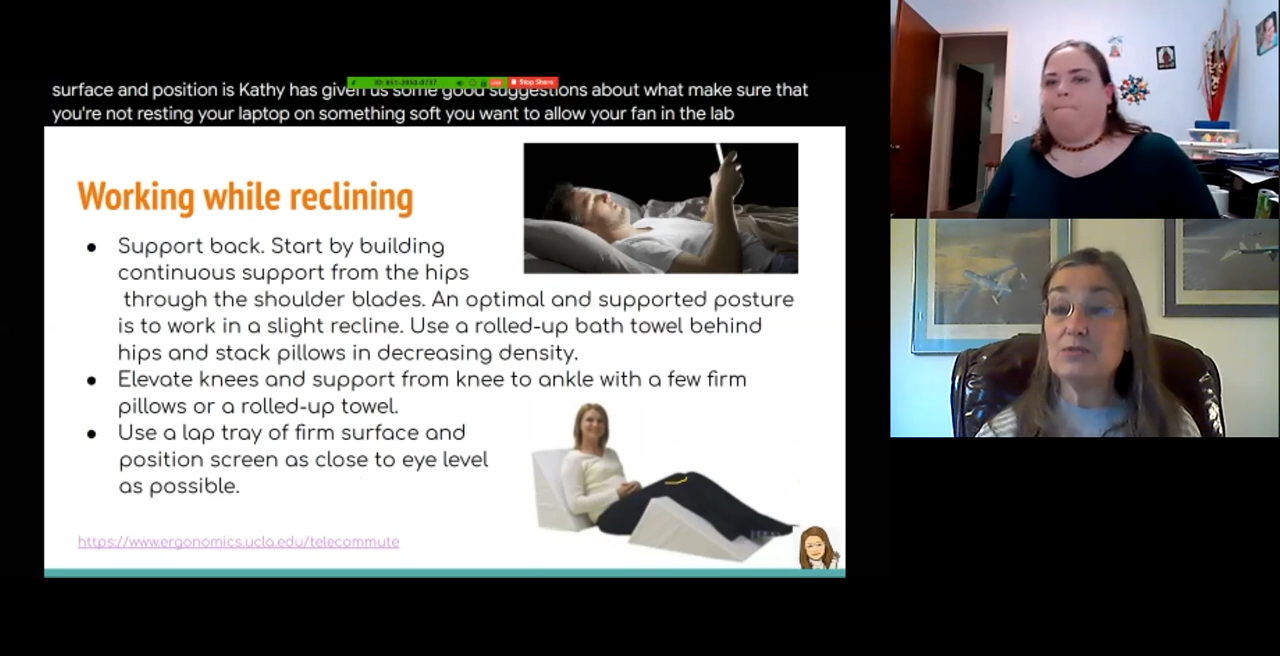 surface and position is Kathy has given us some good suggestions about what make sure that
ID: 851-2050-0737 Stop Share
you're not resting your laptop on something soft you want to allow your fan in the lab
Working while reclining
● Support back. Start by building
continuous support from the hips
through the shoulder blades. An optimal and supported posture
is to work in a slight recline. Use a rolled-up bath towel behind
hips and stack pillows in decreasing density.
● Elevate knees and support from knee to ankle with a few firm
pillows or a rolled-up towel.
● Use a lap tray of firm surface and
position screen as close to eye level
as possible.
https://www.ergonomics.ucla.edu/telecommute